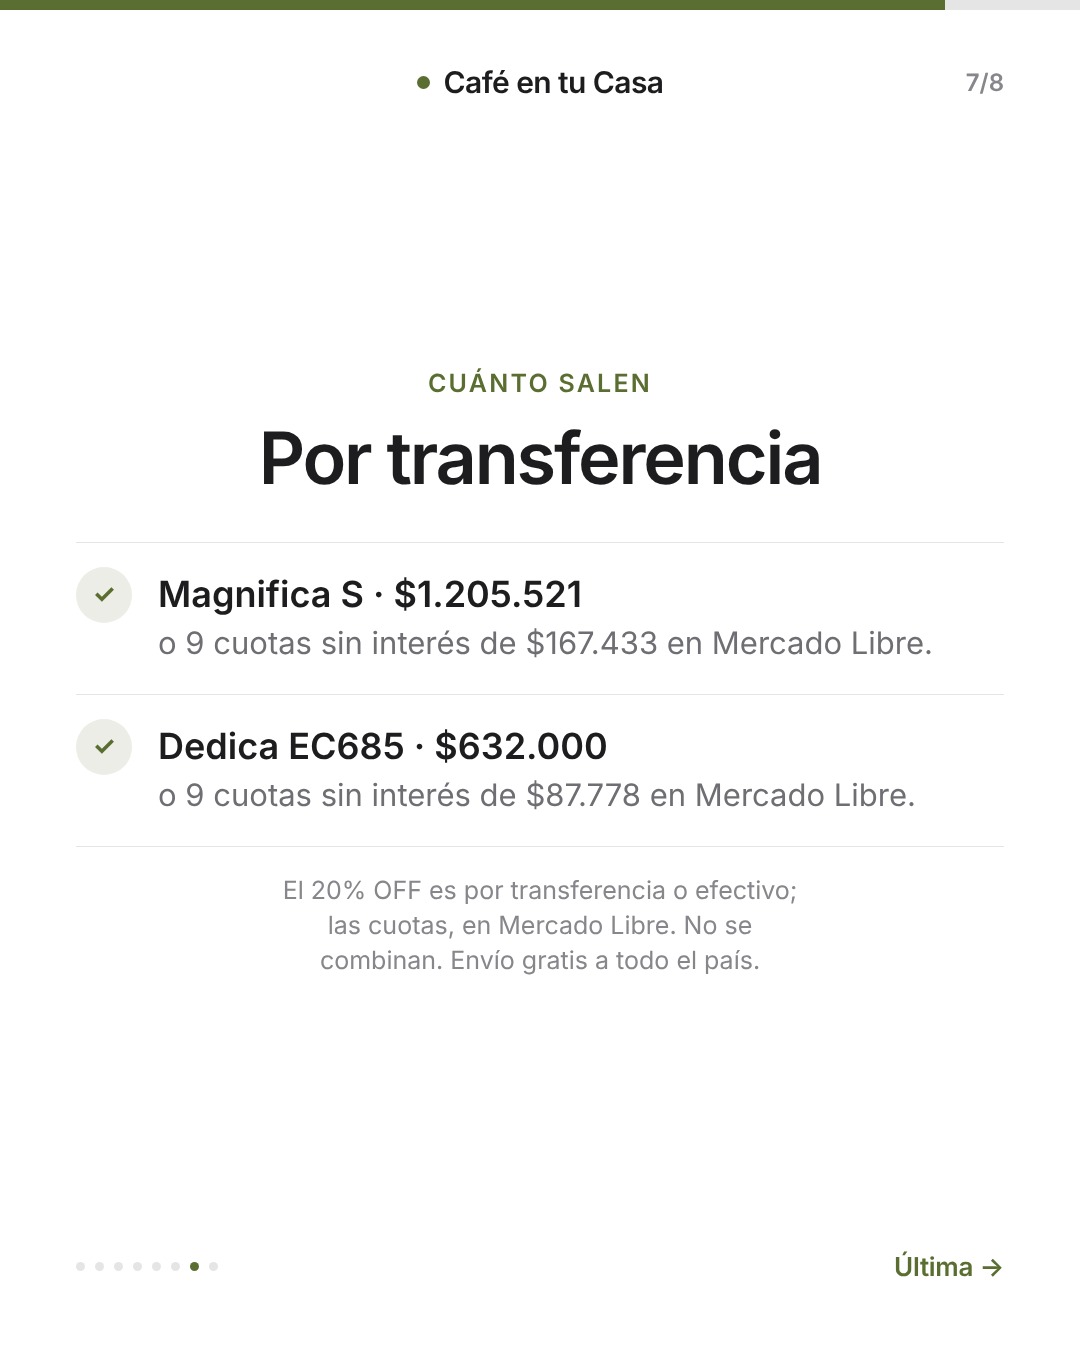 Café en tu Casa
7/8
CUÁNTO SALEN
Por transferencia
Magnifica S · $1.205.521
o 9 cuotas sin interés de $167.433 en Mercado Libre.
Dedica EC685 · $632.000
o 9 cuotas sin interés de $87.778 en Mercado Libre.
El 20% OFF es por transferencia o efectivo;
las cuotas, en Mercado Libre. No se
combinan. Envío gratis a todo el país.
Última →